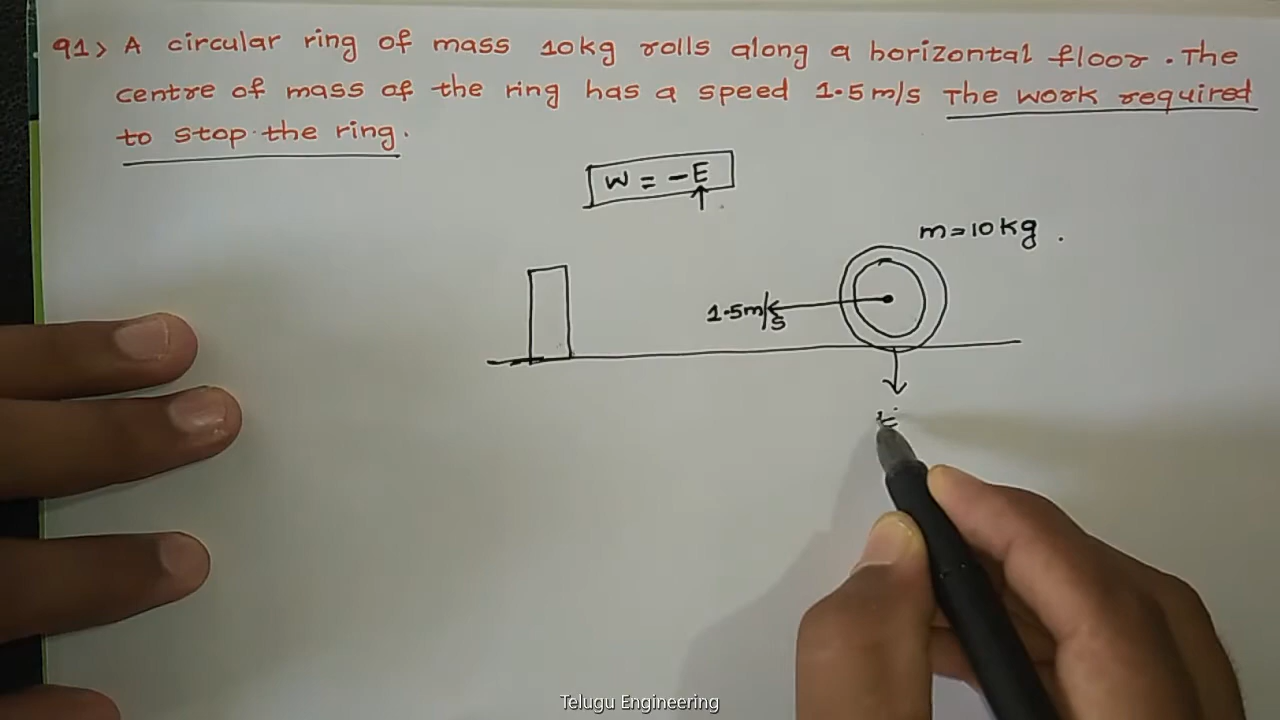 Q1> A circular ring of mass 10kg rolls along a horizontal floor. The
centre of mass of the ring has a speed 1.5m/s The work required
to stop the ring.
W = -E
m=10kg.
1.5m/s
Telugu Engineering